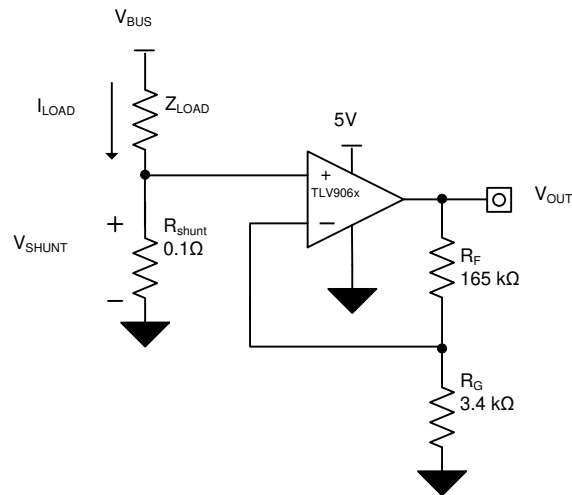 VBUS
ILOAD
ZLOAD
5V
+
TLV906x
−
VOUT
+
VSHUNT
−
Rshunt
0.1Ω
RF
165 kΩ
RG
3.4 kΩ